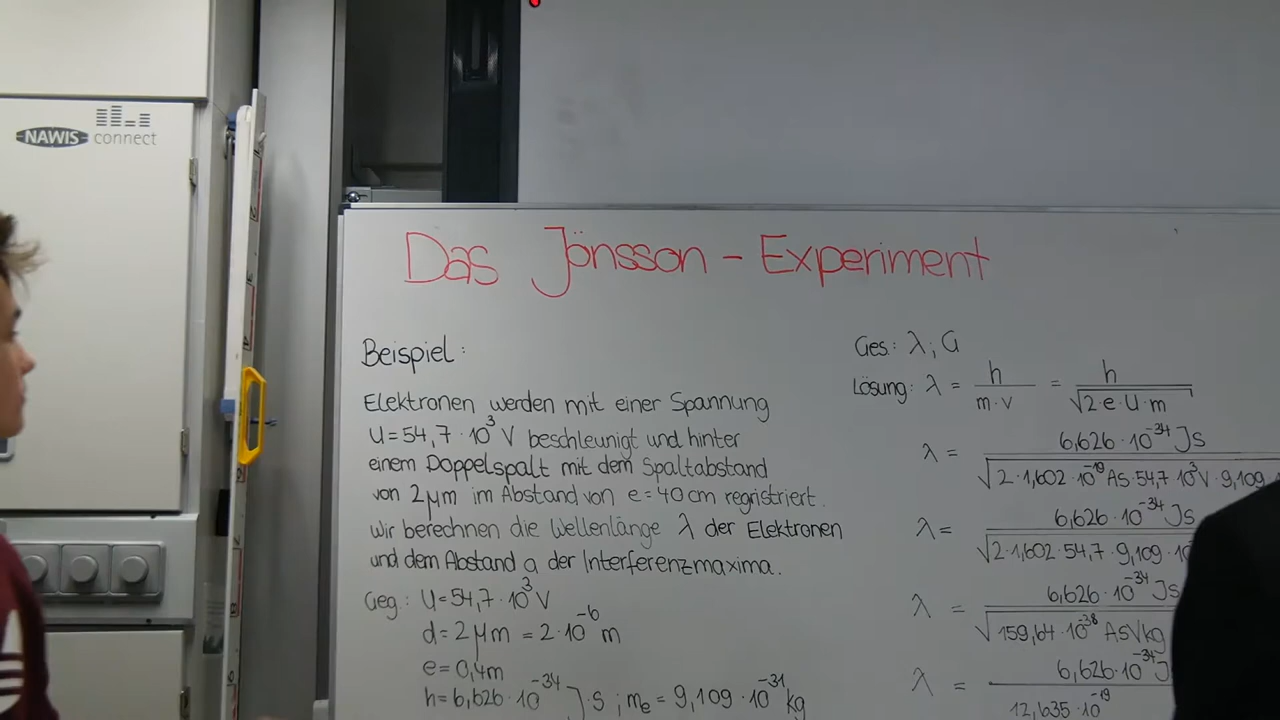 NAWIS connect
Das Jönsson - Experiment
Beispiel:
Elektronen werden mit einer Spannung
U = 54,7 · 10³ V beschleunigt und hinter
einem Doppelspalt mit dem Spaltabstand
von 2 μm im Abstand von e = 40 cm regristriert.
Wir berechnen die Wellenlänge λ der Elektronen
und dem Abstand a der Interferenzmaxima.
Geg.: U = 54,7 · 10³ V
d = 2 μm = 2 · 10⁻⁶ m
e = 0,4 m
h = 6,626 · 10⁻³⁴ J·s ; mₑ = 9,109 · 10⁻³¹ kg
Ges.: λ ; a
Lösung: λ = h / (m · v) = h / √(2 · e · U · m)
λ = 6,626 · 10⁻³⁴ Js
√2 · 1,602 · 10⁻¹⁹ As · 54,7 · 10³ V · 9,109
λ = 6,626 · 10⁻³⁴ Js
√2 · 1,602 · 54,7 · 9,109 · 10
λ = 6,626 · 10⁻³⁴ Js
√159,64 · 10⁻³⁸ AsVkg
λ = 6,626 · 10⁻³⁴ J
12,635 · 10⁻¹⁹